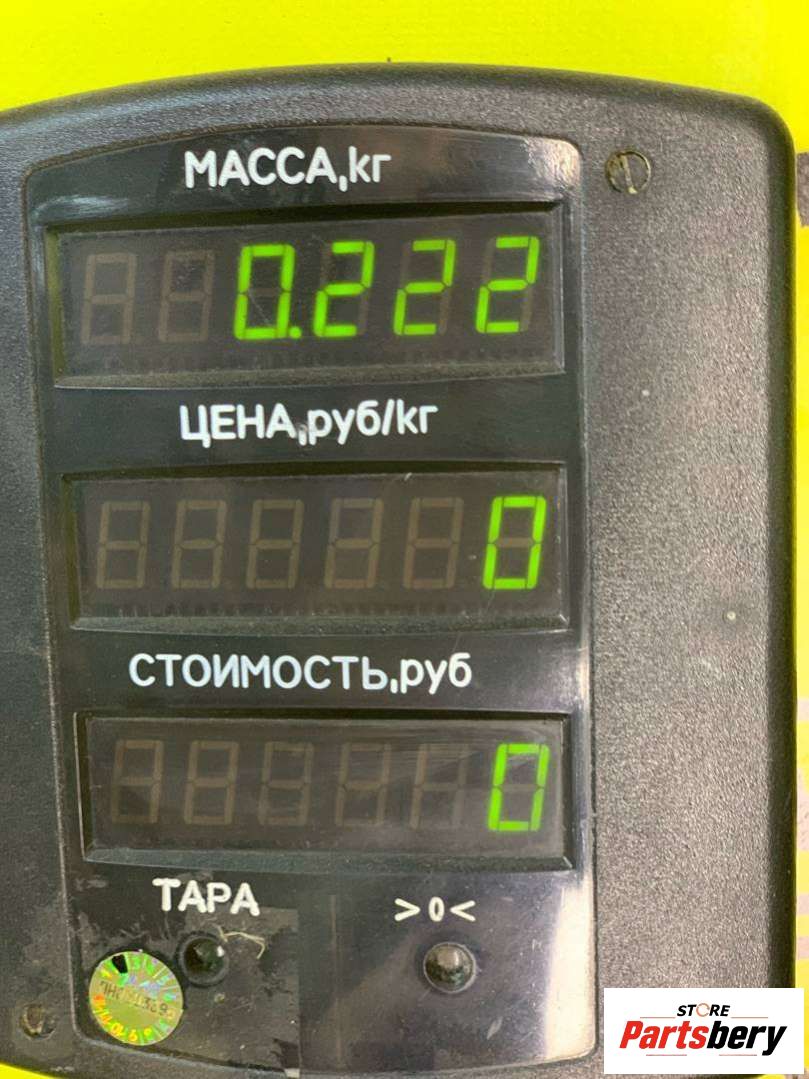 МАССА,кг
0.222
ЦЕНА,руб/кг
0
СТОИМОСТЬ,руб
0
ТАРА >0<
STORE
Partsbery